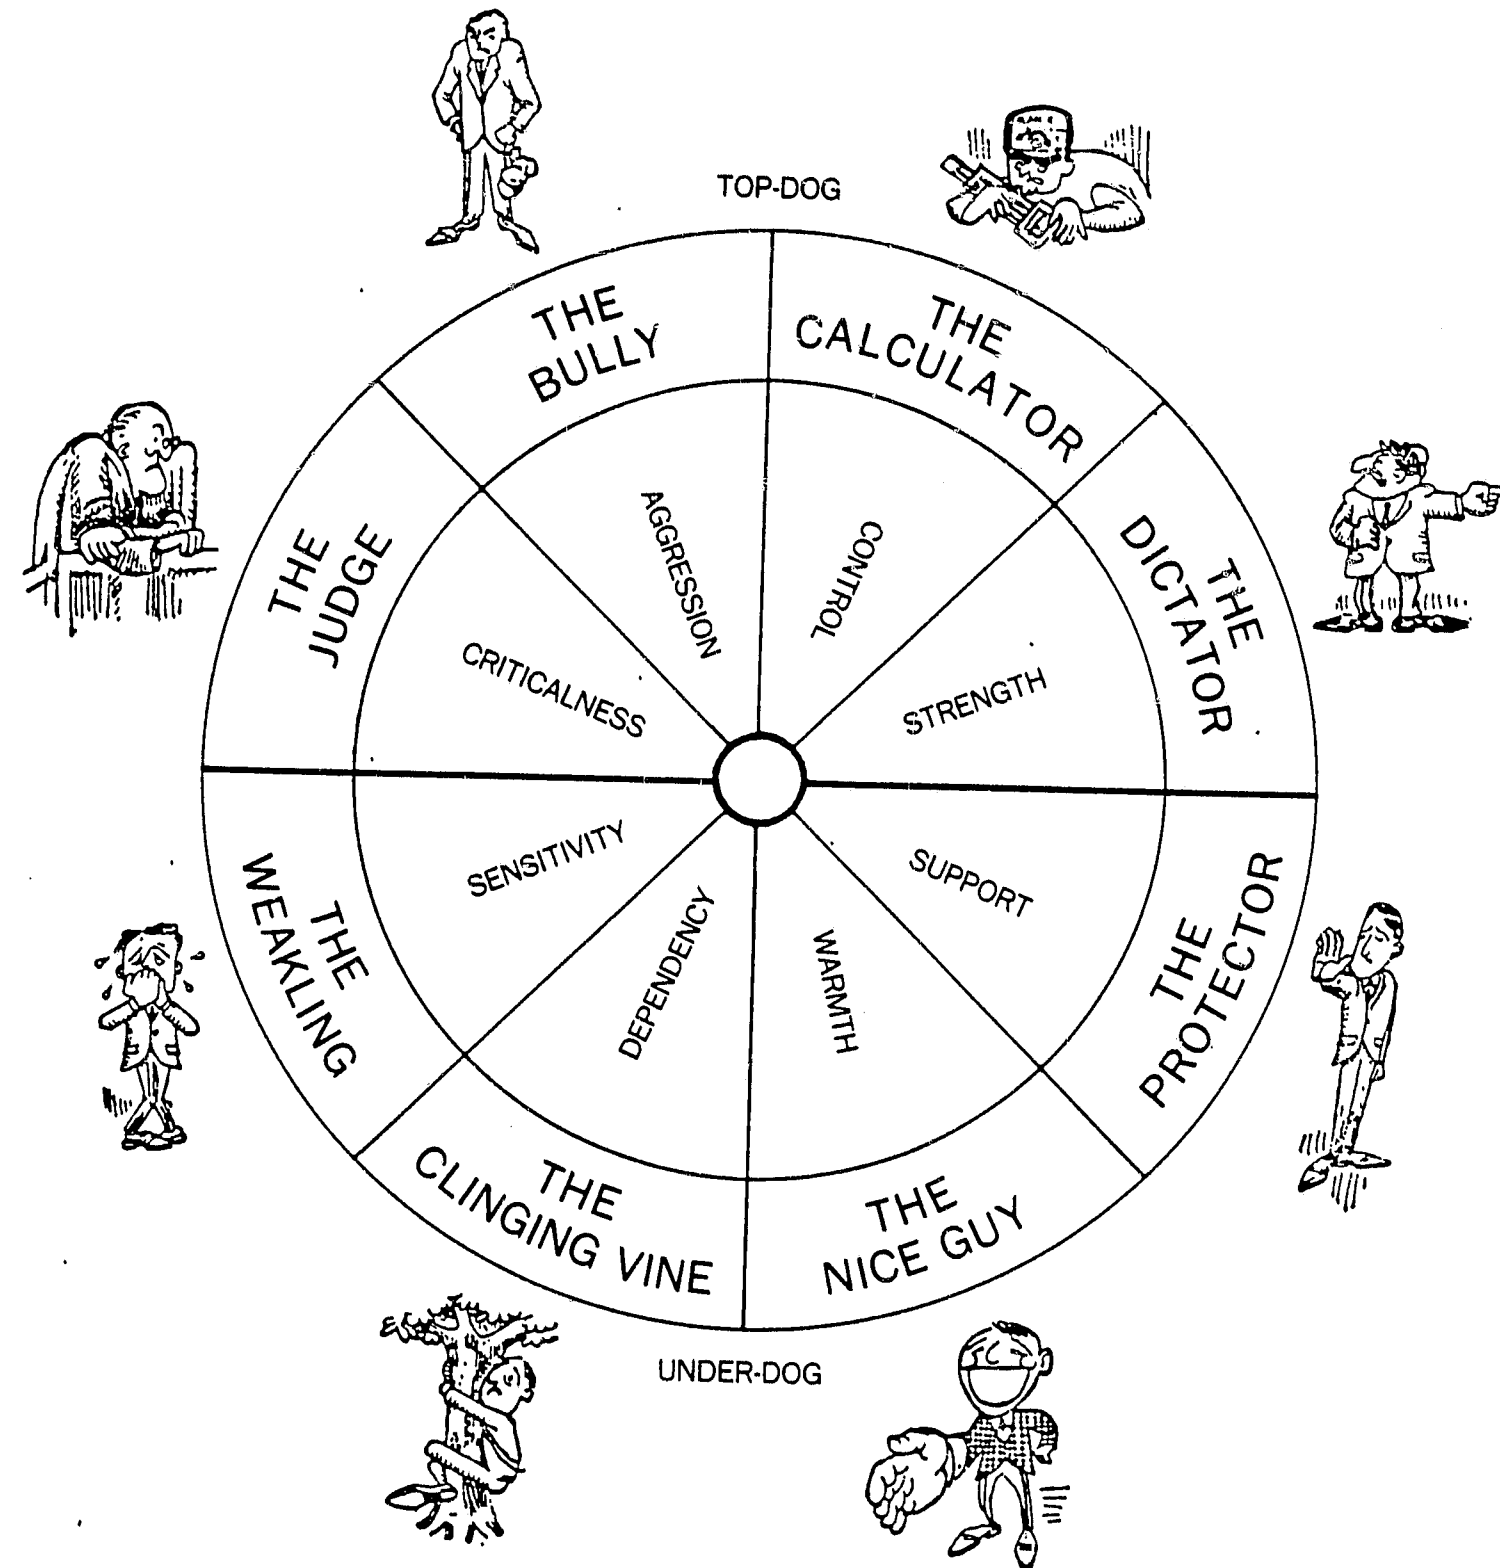 TOP-DOG
THE
BULLY
THE
CALCULATOR
THE
JUDGE
THE
DICTATOR
AGGRESSION
CONTROL
CRITICALNESS
STRENGTH
SENSITIVITY
SUPPORT
DEPENDENCY
WARMTH
THE
WEAKLING
THE
PROTECTOR
THE
CLINGING VINE
THE
NICE GUY
UNDER-DOG